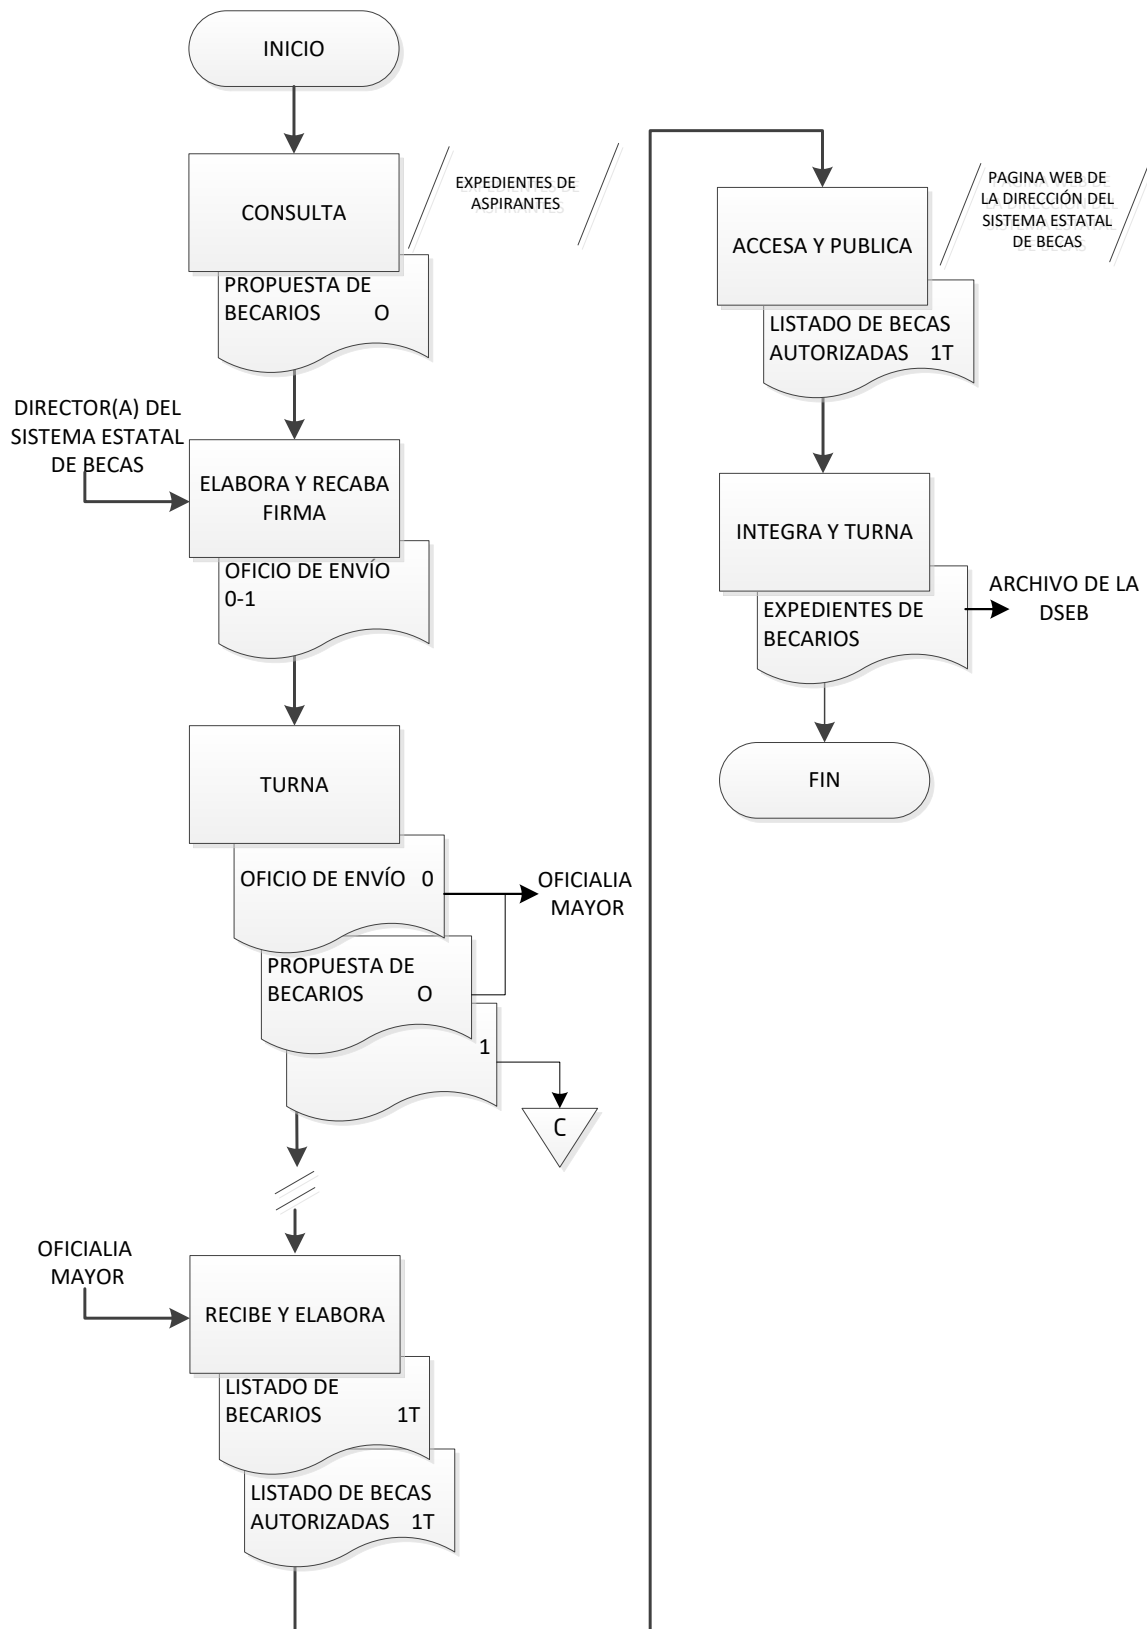 INICIO
CONSULTA
EXPEDIENTES DE
ASPIRANTES
PROPUESTA DE
BECARIOS O
DIRECTOR(A) DEL
SISTEMA ESTATAL
DE BECAS
ELABORA Y RECABA
FIRMA
OFICIO DE ENVÍO
0-1
TURNA
OFICIO DE ENVÍO 0
OFICIALIA
MAYOR
PROPUESTA DE
BECARIOS O
1
C
OFICIALIA
MAYOR
RECIBE Y ELABORA
LISTADO DE
BECARIOS 1T
LISTADO DE BECAS
AUTORIZADAS 1T
PAGINA WEB DE
LA DIRECCIÓN DEL
SISTEMA ESTATAL
DE BECAS
ACCESA Y PUBLICA
LISTADO DE BECAS
AUTORIZADAS 1T
INTEGRA Y TURNA
EXPEDIENTES DE
BECARIOS
ARCHIVO DE LA
DSEB
FIN